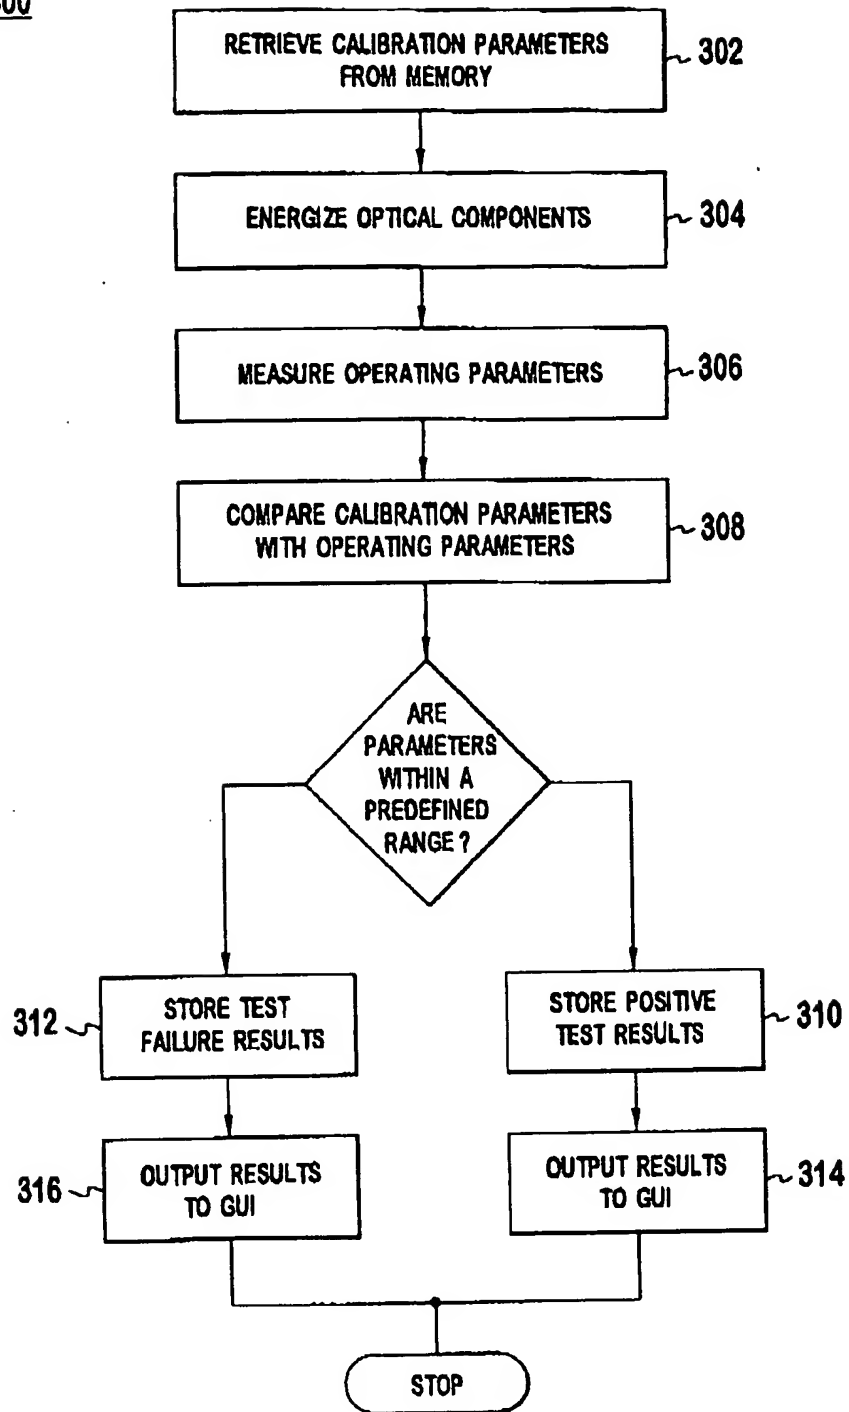 300
RETRIEVE CALIBRATION PARAMETERS
FROM MEMORY
302
ENERGIZE OPTICAL COMPONENTS
304
MEASURE OPERATING PARAMETERS
306
COMPARE CALIBRATION PARAMETERS
WITH OPERATING PARAMETERS
308
ARE
PARAMETERS
WITHIN A
PREDEFINED
RANGE?
312
STORE TEST
FAILURE RESULTS
STORE POSITIVE
TEST RESULTS
310
316
OUTPUT RESULTS
TO GUI
OUTPUT RESULTS
TO GUI
314
STOP